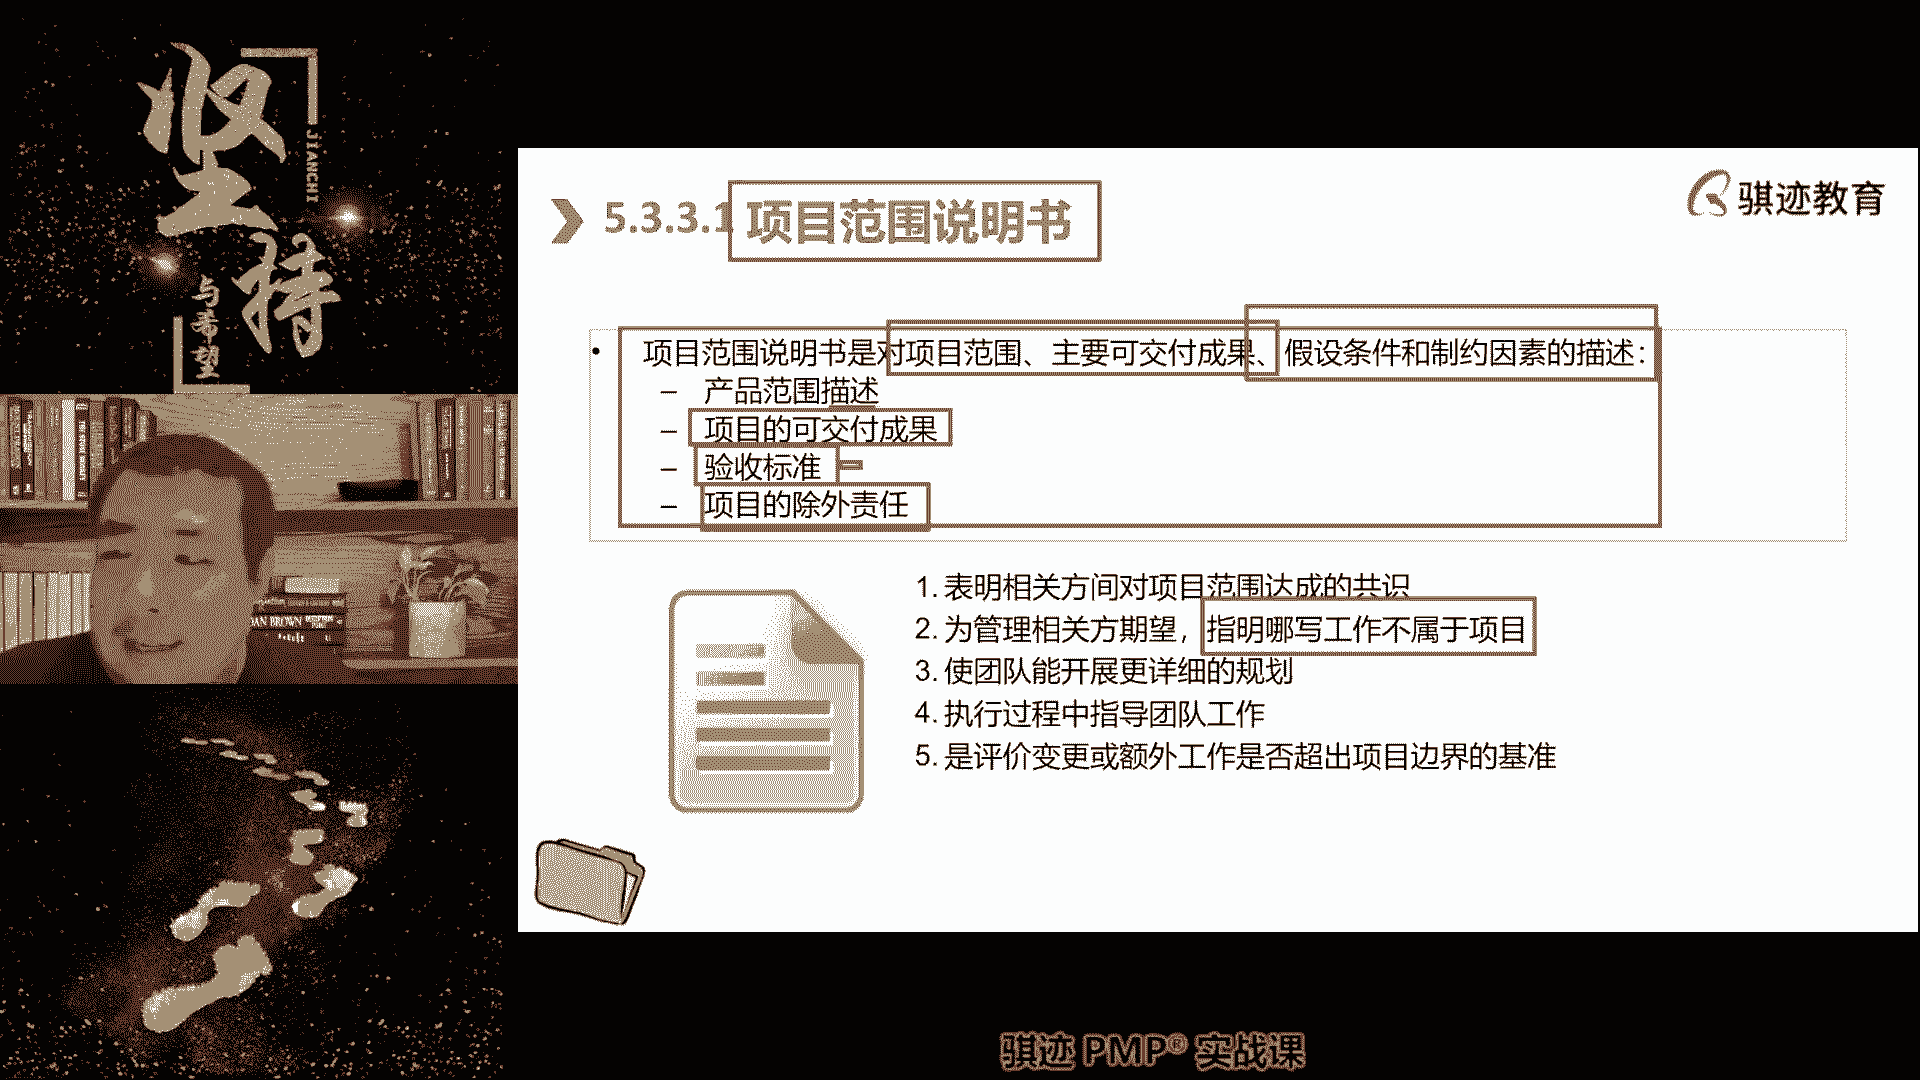 坚持
JIANCHI
与希望
骐迹教育
5.3.3.1 项目范围说明书
• 项目范围说明书是对项目范围、主要可交付成果、假设条件和制约因素的描述：
– 产品范围描述
– 项目的可交付成果
– 验收标准
– 项目的除外责任
1. 表明相关方间对项目范围达成的共识
2. 为管理相关方期望，指明哪写工作不属于项目
3. 使团队能开展更详细的规划
4. 执行过程中指导团队工作
5. 是评价变更或额外工作是否超出项目边界的基准
DAN BROWN
骐迹 PMP® 实战课